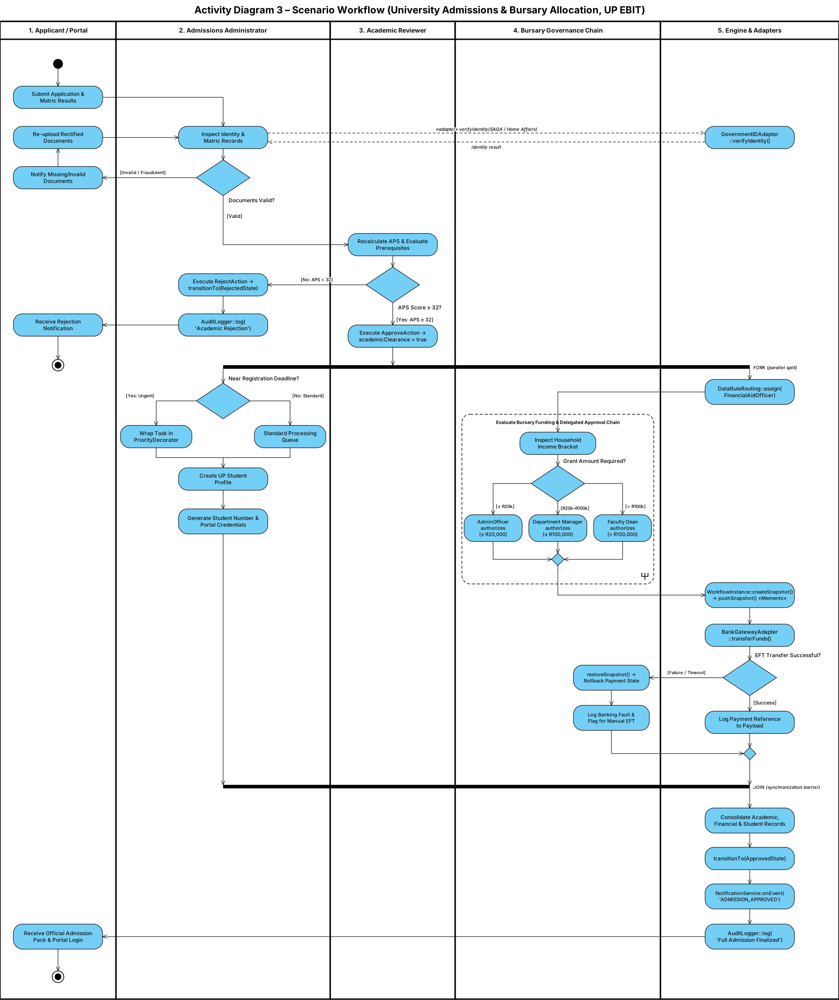 Activity Diagram 3 – Scenario Workflow (University Admissions & Bursary Allocation, UP EBIT)
1. Applicant / Portal
2. Admissions Administrator
3. Academic Reviewer
4. Bursary Governance Chain
5. Engine & Adapters
Submit Application &
Matric Results
Re-upload Rectified
Documents
Inspect Identity &
Matric Records
«adapter» verifyIdentity(SAQA / Home Affairs)
identity result
GovernmentIDAdapter
::verifyIdentity()
Notify Missing/Invalid
Documents
[Invalid / Fraudulent]
Documents Valid?
[Valid]
Recalculate APS & Evaluate
Prerequisites
Execute RejectAction →
transitionTo(RejectedState)
[No: APS < 32]
APS Score ≥ 32?
[Yes: APS ≥ 32]
Receive Rejection
Notification
AuditLogger::log(
'Academic Rejection')
Execute ApproveAction →
academicClearance = true
FORK (parallel split)
Near Registration Deadline?
[Yes: Urgent]
[No: Standard]
DataRuleRouting::assign(
FinancialAidOfficer)
Evaluate Bursary Funding & Delegated Approval Chain
Wrap Task in
PriorityDecorator
Standard Processing
Queue
Inspect Household
Income Bracket
Grant Amount Required?
Create UP Student
Profile
[≤ R20k]
[R20k–R100k]
[> R100k]
Generate Student Number &
Portal Credentials
AdminOfficer
authorizes
(≤ R20,000)
Department Manager
authorizes
(≤ R100,000)
Faculty Dean
authorizes
(> R100,000)
WorkflowInstance::createSnapshot()
→ pushSnapshot() «Memento»
BankGatewayAdapter
::transferFunds()
EFT Transfer Successful?
[Failure / Timeout]
restoreSnapshot() →
Rollback Payment State
[Success]
Log Banking Fault &
Flag for Manual EFT
Log Payment Reference
to Payload
JOIN (synchronization barrier)
Consolidate Academic,
Financial & Student Records
transitionTo(ApprovedState)
NotificationService::onEvent(
'ADMISSION_APPROVED')
Receive Official Admission
Pack & Portal Login
AuditLogger::log(
'Full Admission Finalized')